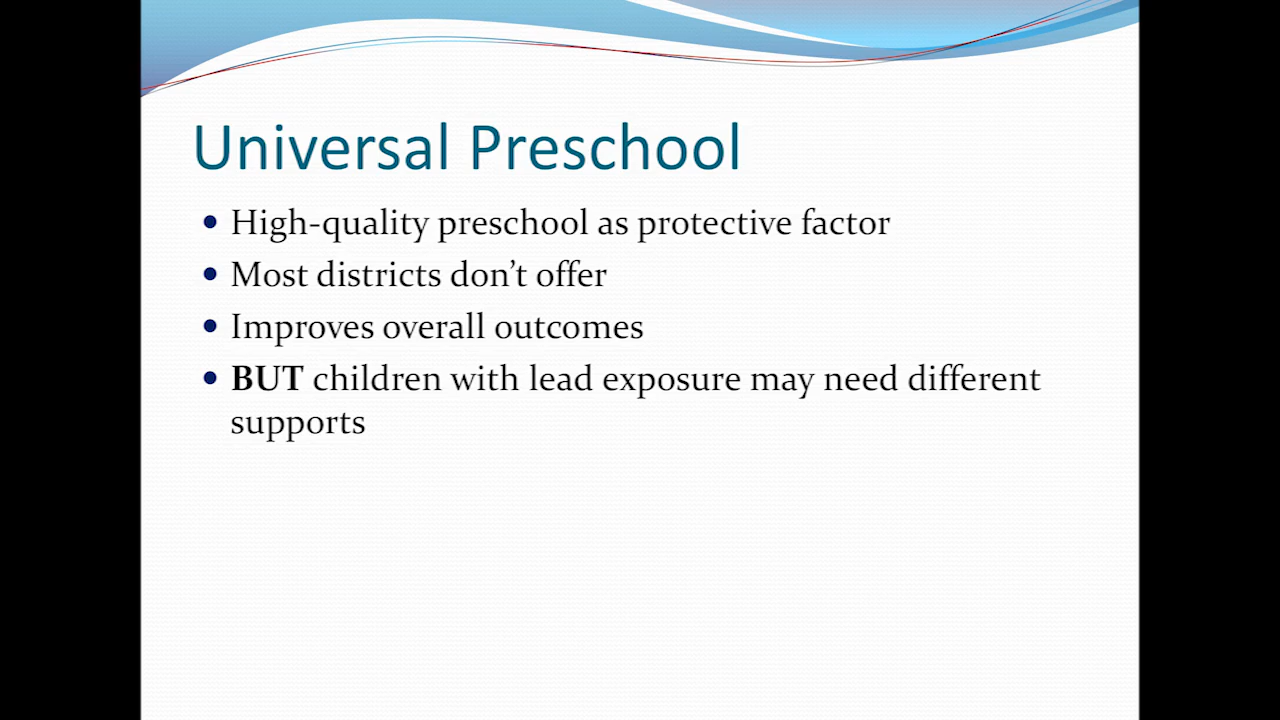 Universal Preschool
• High-quality preschool as protective factor
• Most districts don’t offer
• Improves overall outcomes
• BUT children with lead exposure may need different
supports